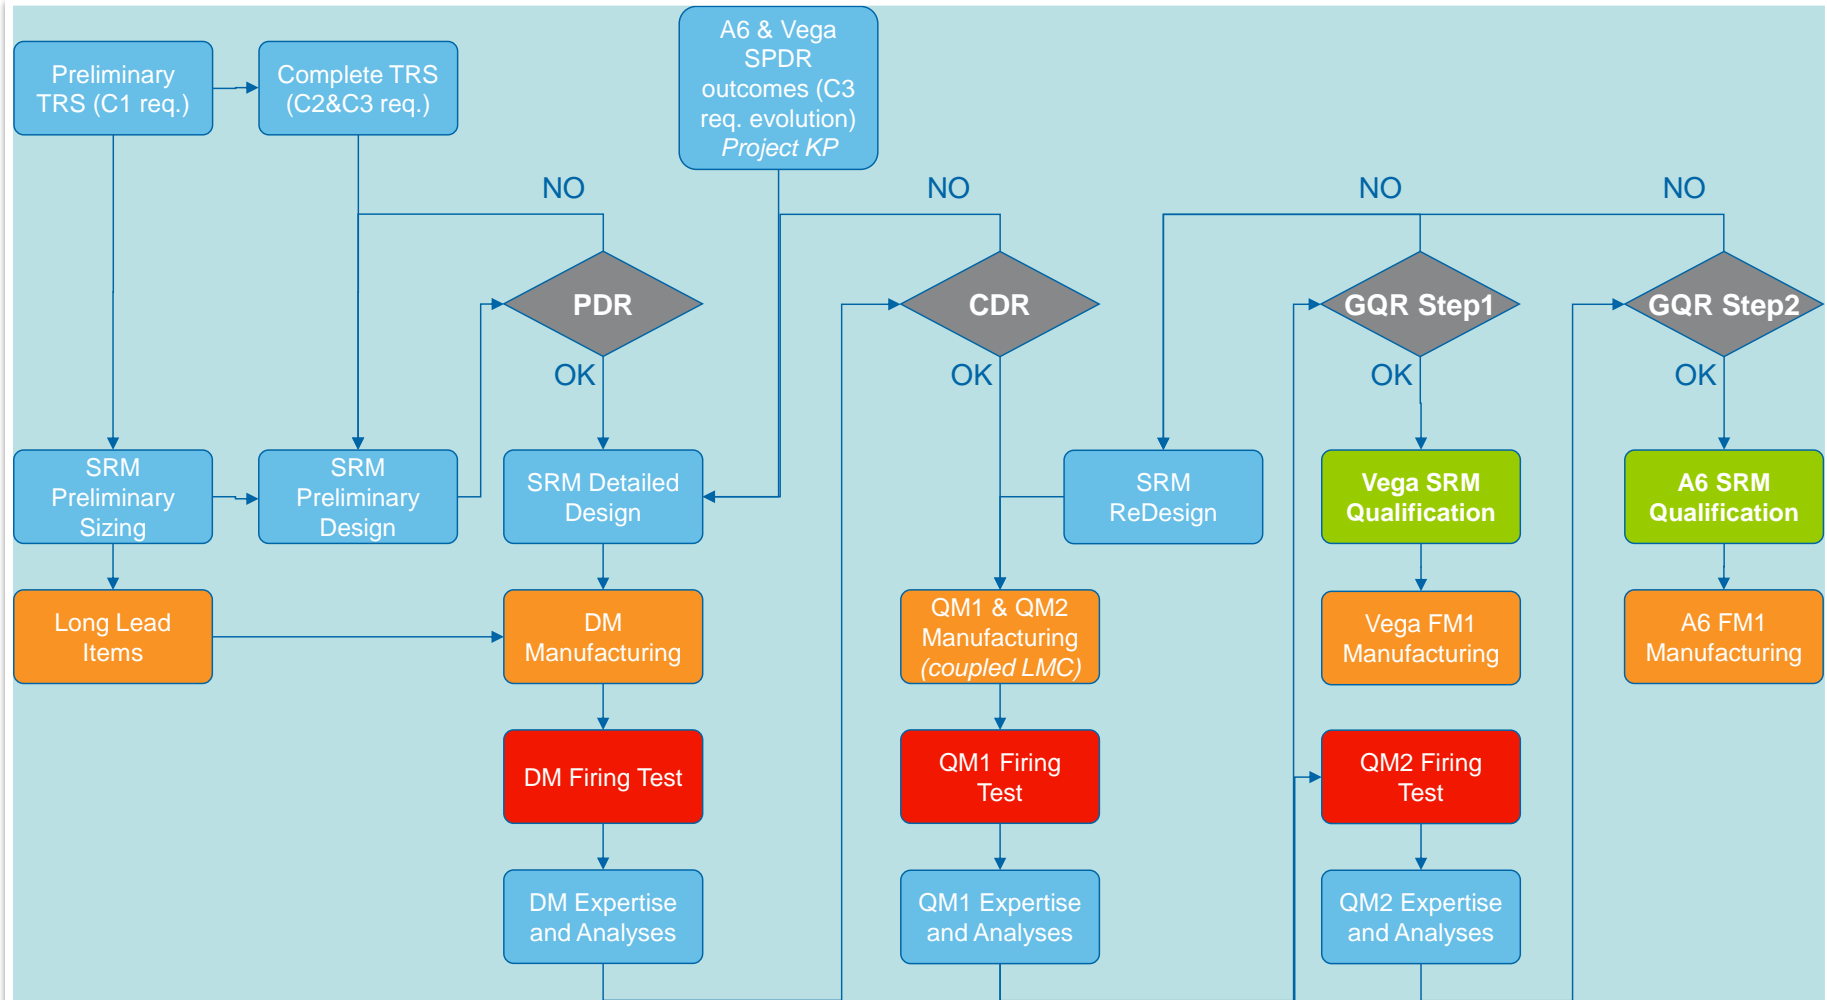 Preliminary
TRS (C1 req.)
Complete TRS
(C2&C3 req.)
A6 & Vega
SPDR
outcomes (C3
req. evolution)
Project KP
NO
NO
NO
NO
PDR
CDR
GQR Step1
GQR Step2
OK
OK
OK
OK
SRM
Preliminary
Sizing
SRM
Preliminary
Design
SRM Detailed
Design
SRM
ReDesign
Vega SRM
Qualification
A6 SRM
Qualification
Long Lead
Items
DM
Manufacturing
QM1 & QM2
Manufacturing
(coupled LMC)
Vega FM1
Manufacturing
A6 FM1
Manufacturing
DM Firing Test
QM1 Firing
Test
QM2 Firing
Test
DM Expertise
and Analyses
QM1 Expertise
and Analyses
QM2 Expertise
and Analyses